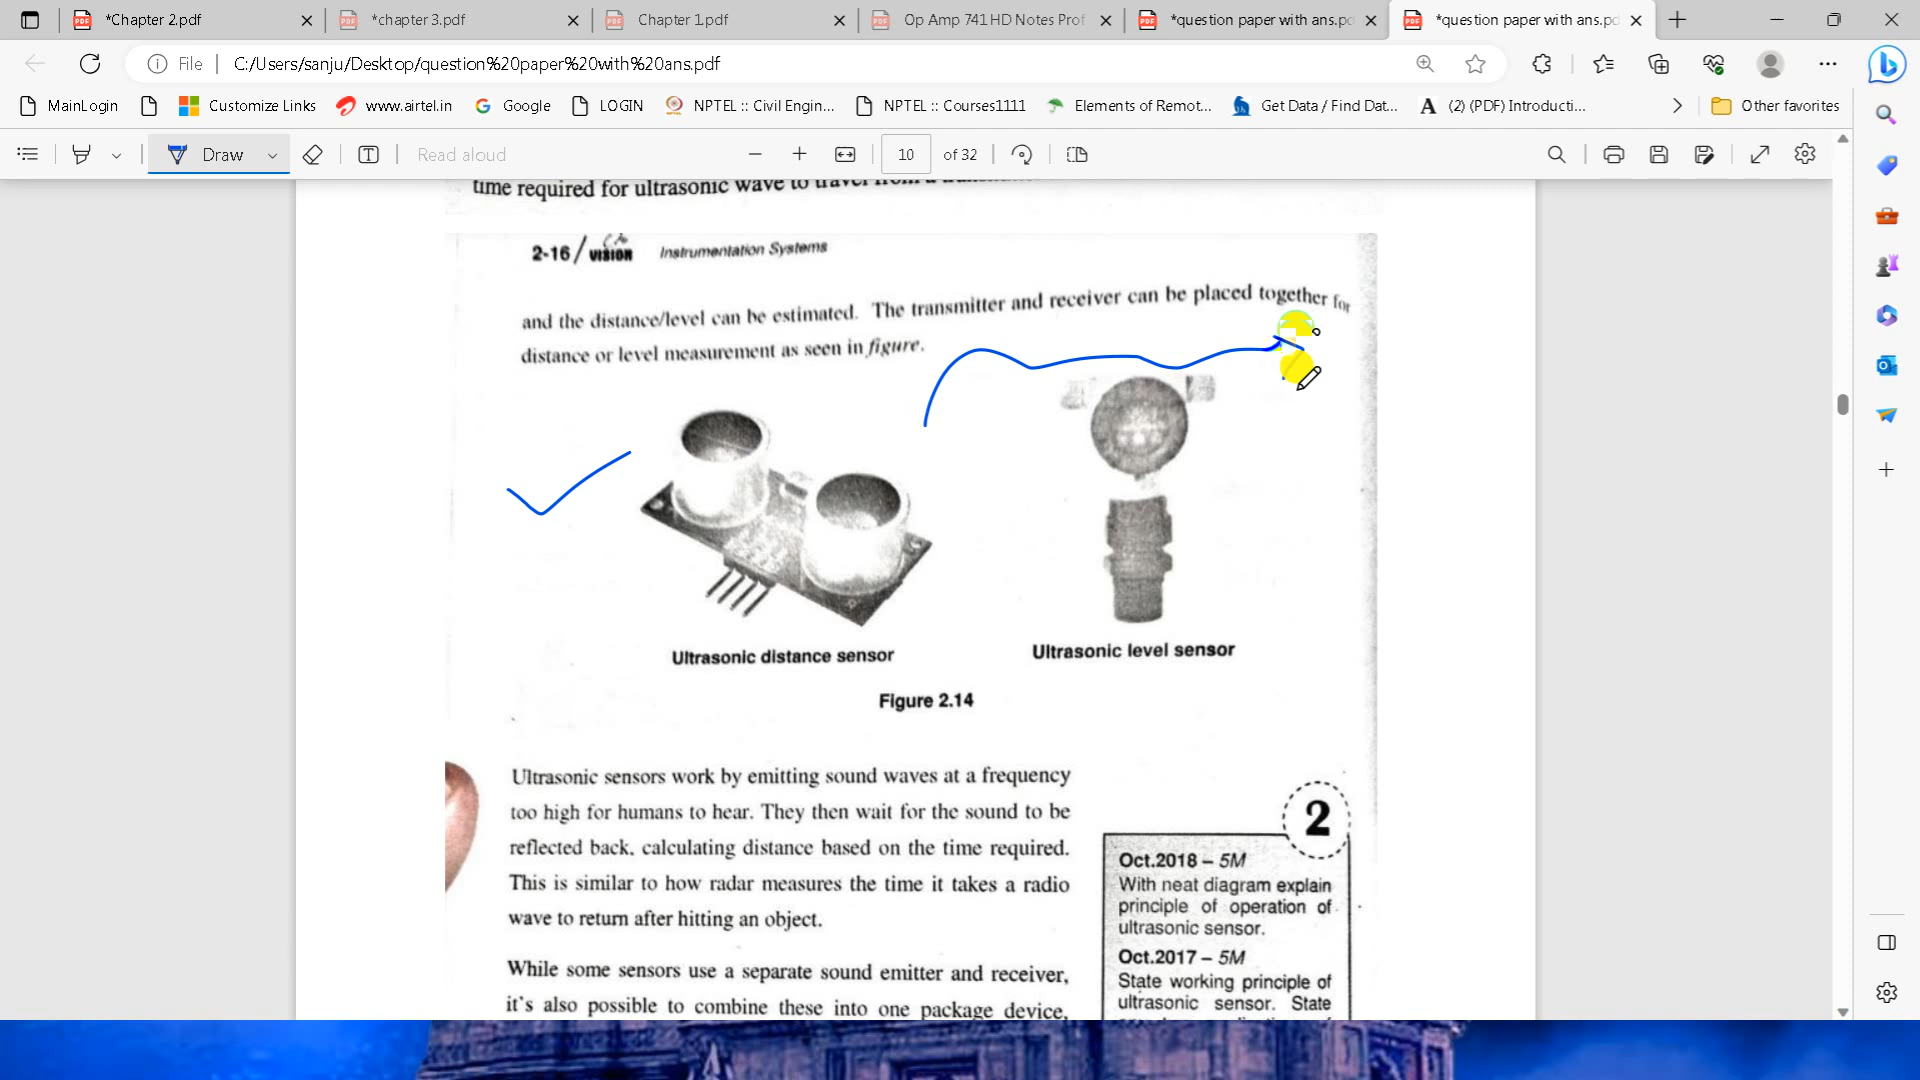 *Chapter 2.pdf
*chapter 3.pdf
Chapter 1.pdf
Op Amp 741 HD Notes Prof
*question paper with ans.pd
*question paper with ans.pd
File
C:/Users/sanju/Desktop/question%20paper%20with%20ans.pdf
MainLogin
Customize Links
www.airtel.in
Google
LOGIN
NPTEL :: Civil Engin...
NPTEL :: Courses1111
Elements of Remot...
Get Data / Find Dat...
(2) (PDF) Introducti...
Other favorites
Draw
Read aloud
10
of 32
time required for ultrasonic wave to travel from a
2-16 / VISION Instrumentation Systems
and the distance/level can be estimated. The transmitter and receiver can be placed together for
distance or level measurement as seen in figure.
Ultrasonic distance sensor
Ultrasonic level sensor
Figure 2.14
Ultrasonic sensors work by emitting sound waves at a frequency
too high for humans to hear. They then wait for the sound to be
reflected back, calculating distance based on the time required.
This is similar to how radar measures the time it takes a radio
wave to return after hitting an object.
While some sensors use a separate sound emitter and receiver,
it's also possible to combine these into one package device,
2
Oct.2018 – 5M
With neat diagram explain
principle of operation of
ultrasonic sensor.
Oct.2017 – 5M
State working principle of
ultrasonic sensor. State